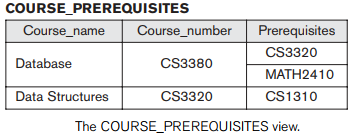 COURSE_PREREQUISITES
Course_name Course_number Prerequisites
Database CS3380 CS3320
MATH2410
Data Structures CS3320 CS1310
The COURSE_PREREQUISITES view.